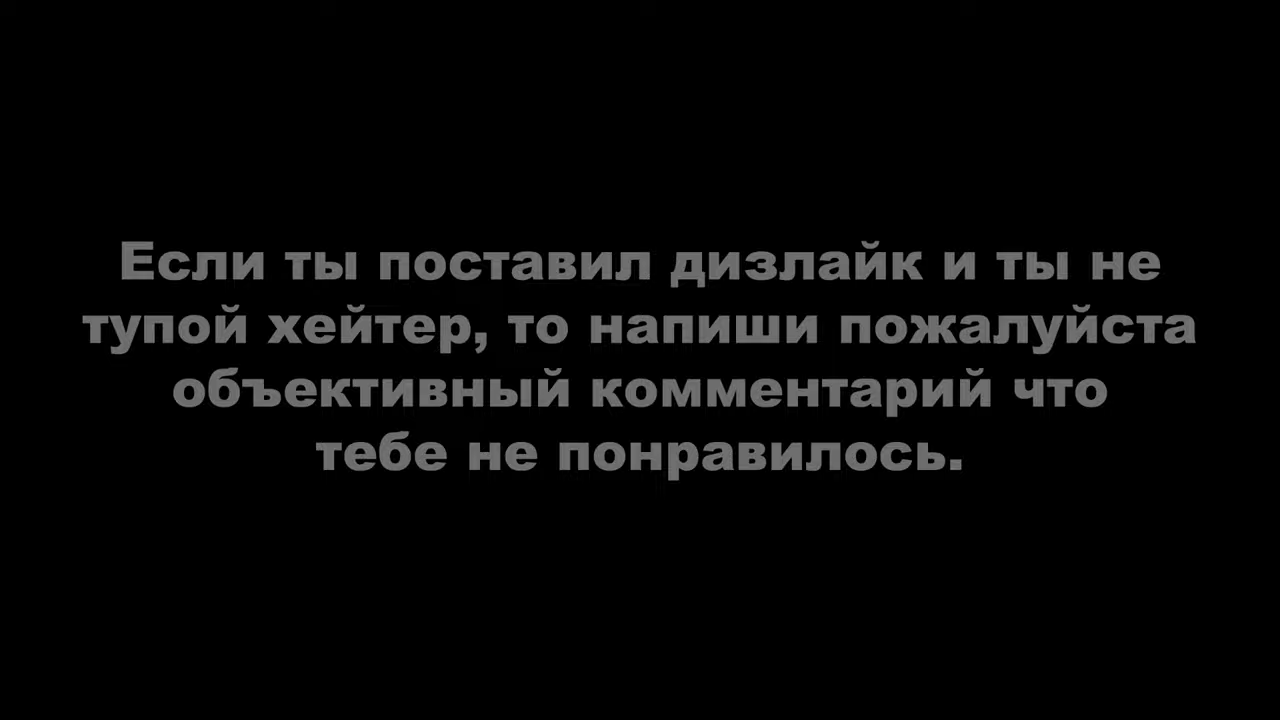 Если ты поставил дизлайк и ты не
тупой хейтер, то напиши пожалуйста
объективный комментарий что
тебе не понравилось.